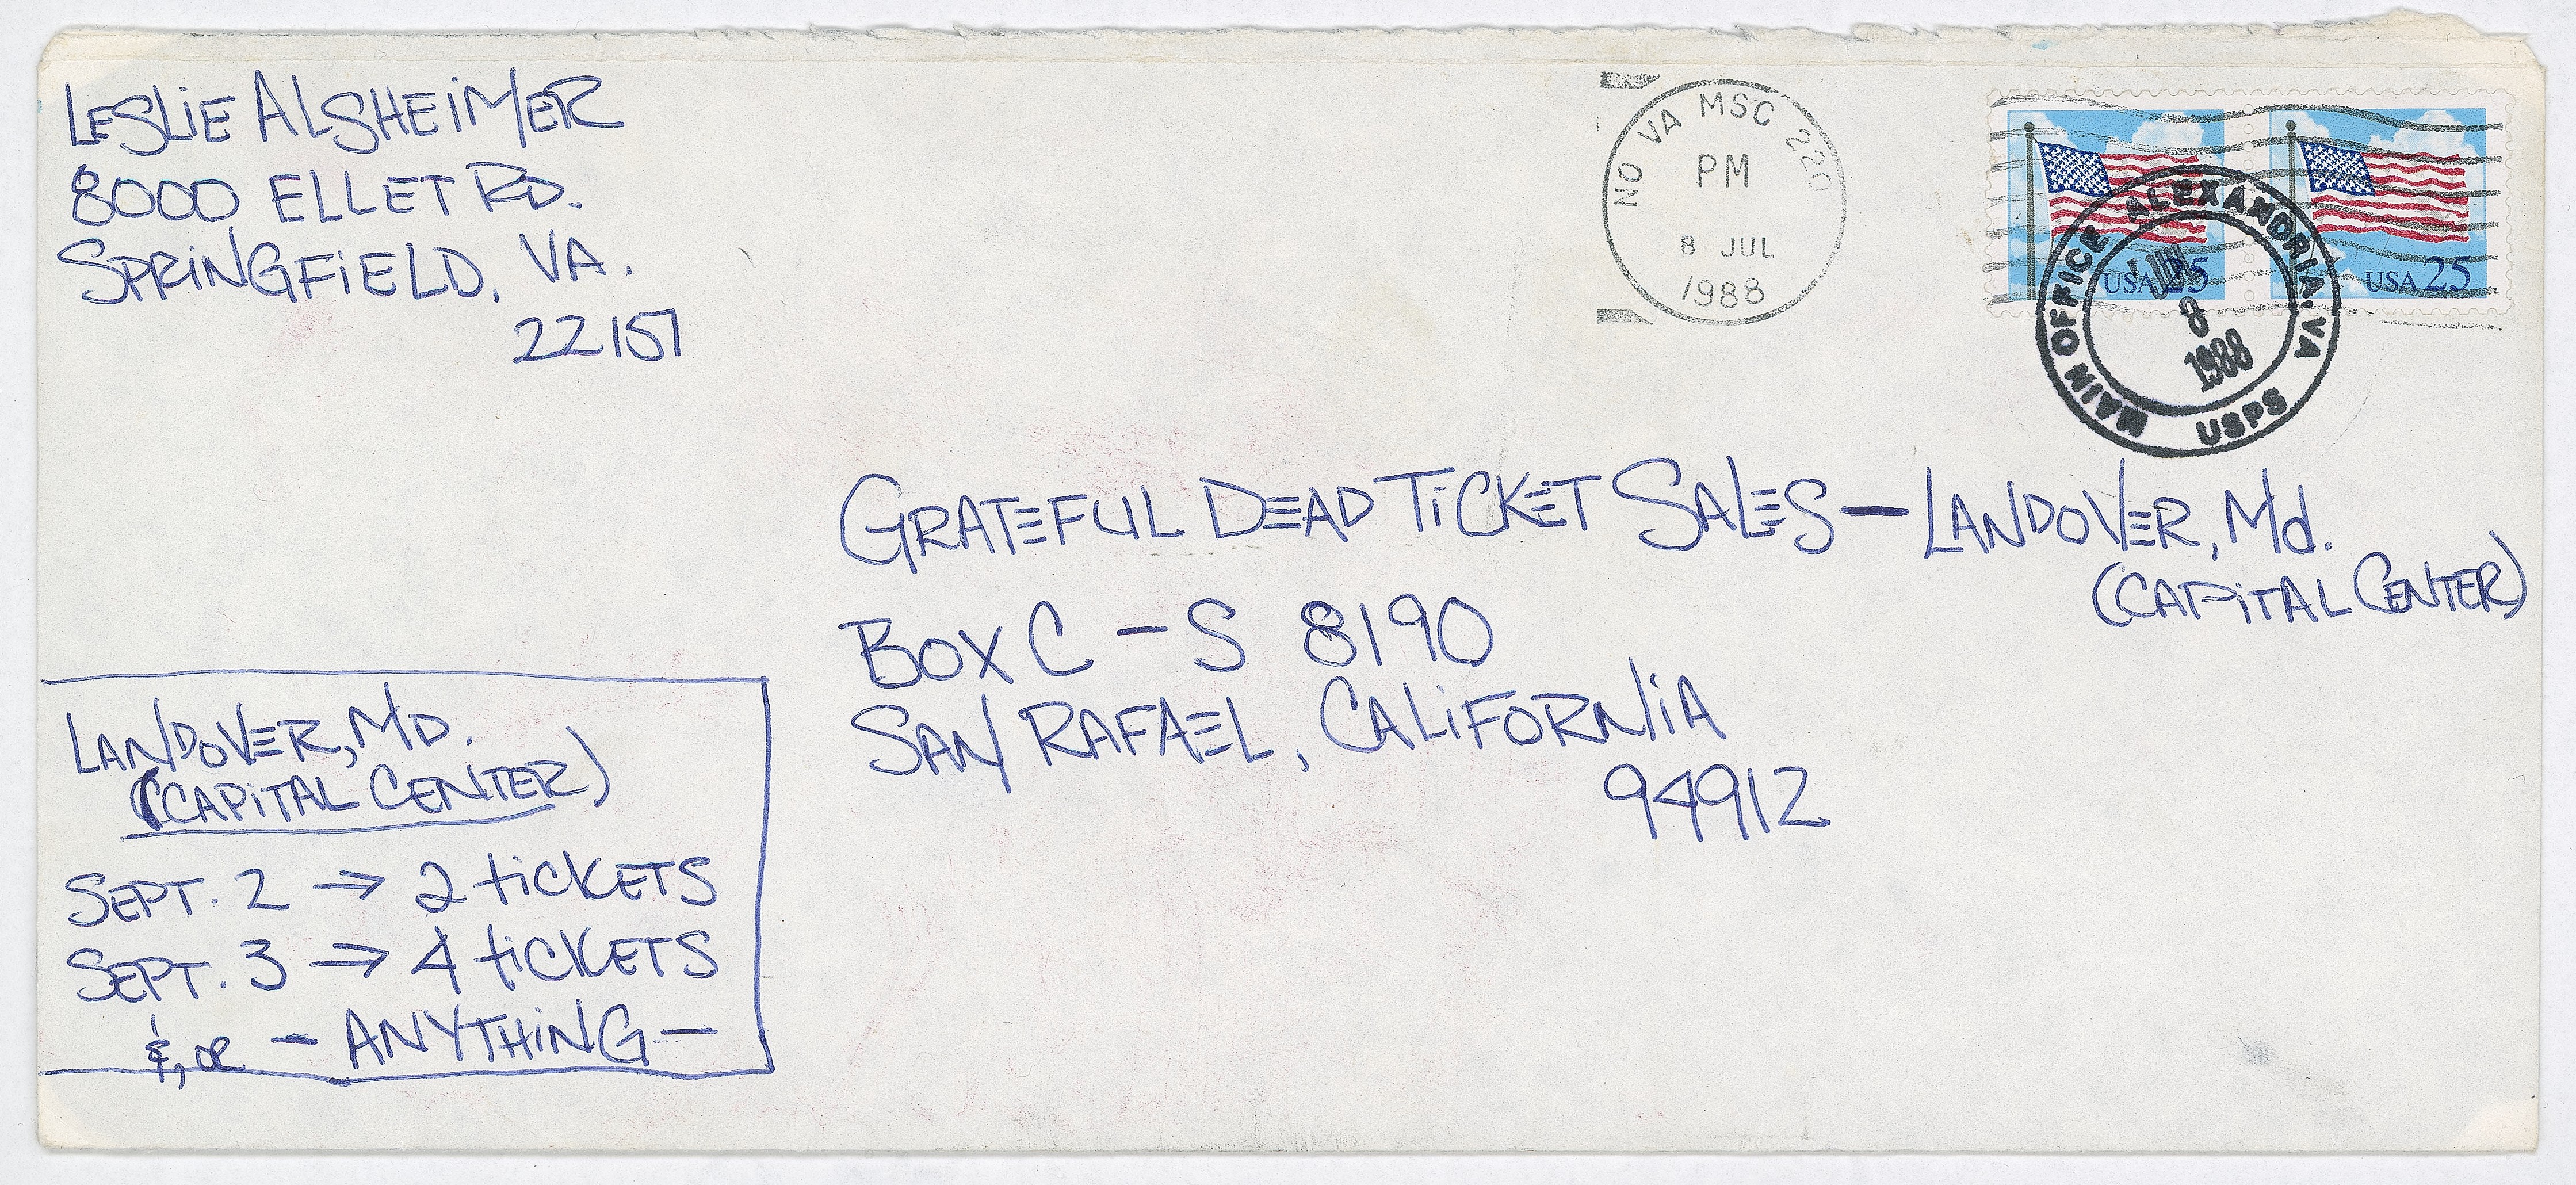 LESLIE ALSHEIMER
8000 ELLET RD.
SPRINGFIELD, VA.
22151
NO VA MSC 220
PM
8 JUL
1988
USA 25
USA 25
MAIN OFFICE ALEXANDRIA, VA
JUL
8
1988
USPS
GRATEFUL DEAD TICKET SALES — LANDOVER, Md.
(CAPITAL CENTER)
BOX C - S 8190
SAN RAFAEL, CALIFORNIA
94912
LANDOVER, MD.
(CAPITAL CENTER)
SEPT. 2 → 2 tICKETS
SEPT. 3 → 4 tICKETS
&, or - ANYTHING -